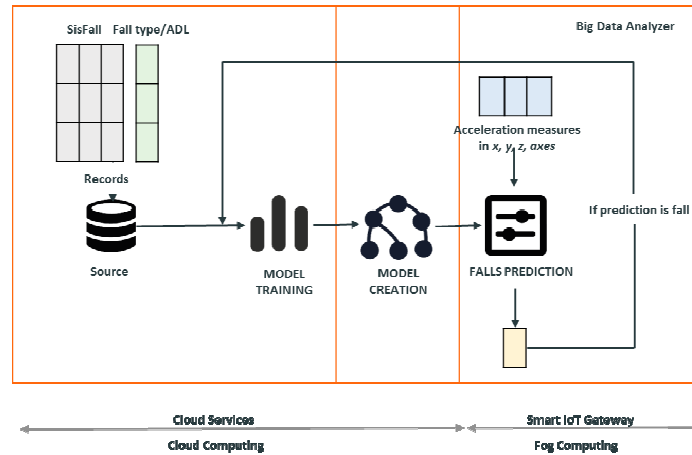 SisFall Fall type/ADL
Big Data Analyzer
Acceleration measures
in x, y, z, axes
Records
If prediction is fall
Source
MODEL
TRAINING
MODEL
CREATION
FALLS PREDICTION
Cloud Services
Smart IoT Gateway
Cloud Computing
Fog Computing